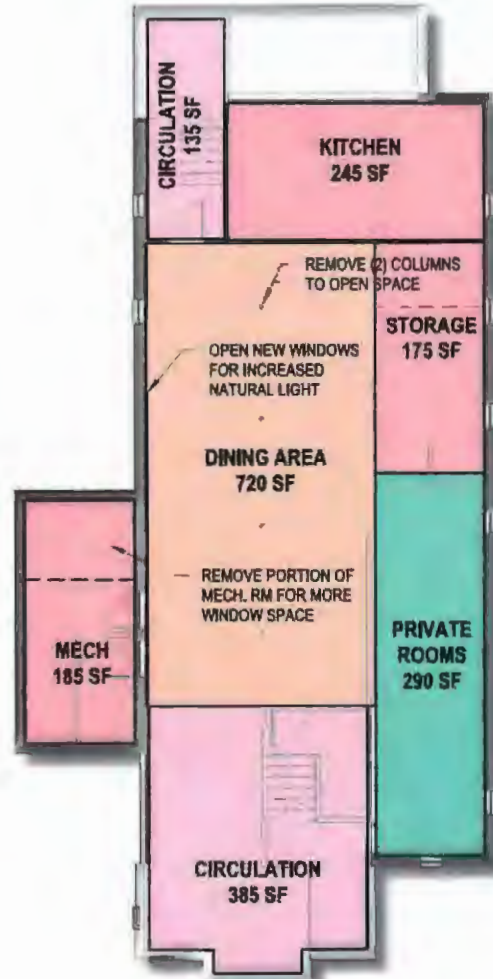 CIRCULATION
135 SF
KITCHEN
245 SF
REMOVE (2) COLUMNS
TO OPEN SPACE
STORAGE
175 SF
OPEN NEW WINDOWS
FOR INCREASED
NATURAL LIGHT
DINING AREA
720 SF
REMOVE PORTION OF
MECH. RM FOR MORE
WINDOW SPACE
MECH
185 SF
PRIVATE
ROOMS
290 SF
CIRCULATION
385 SF